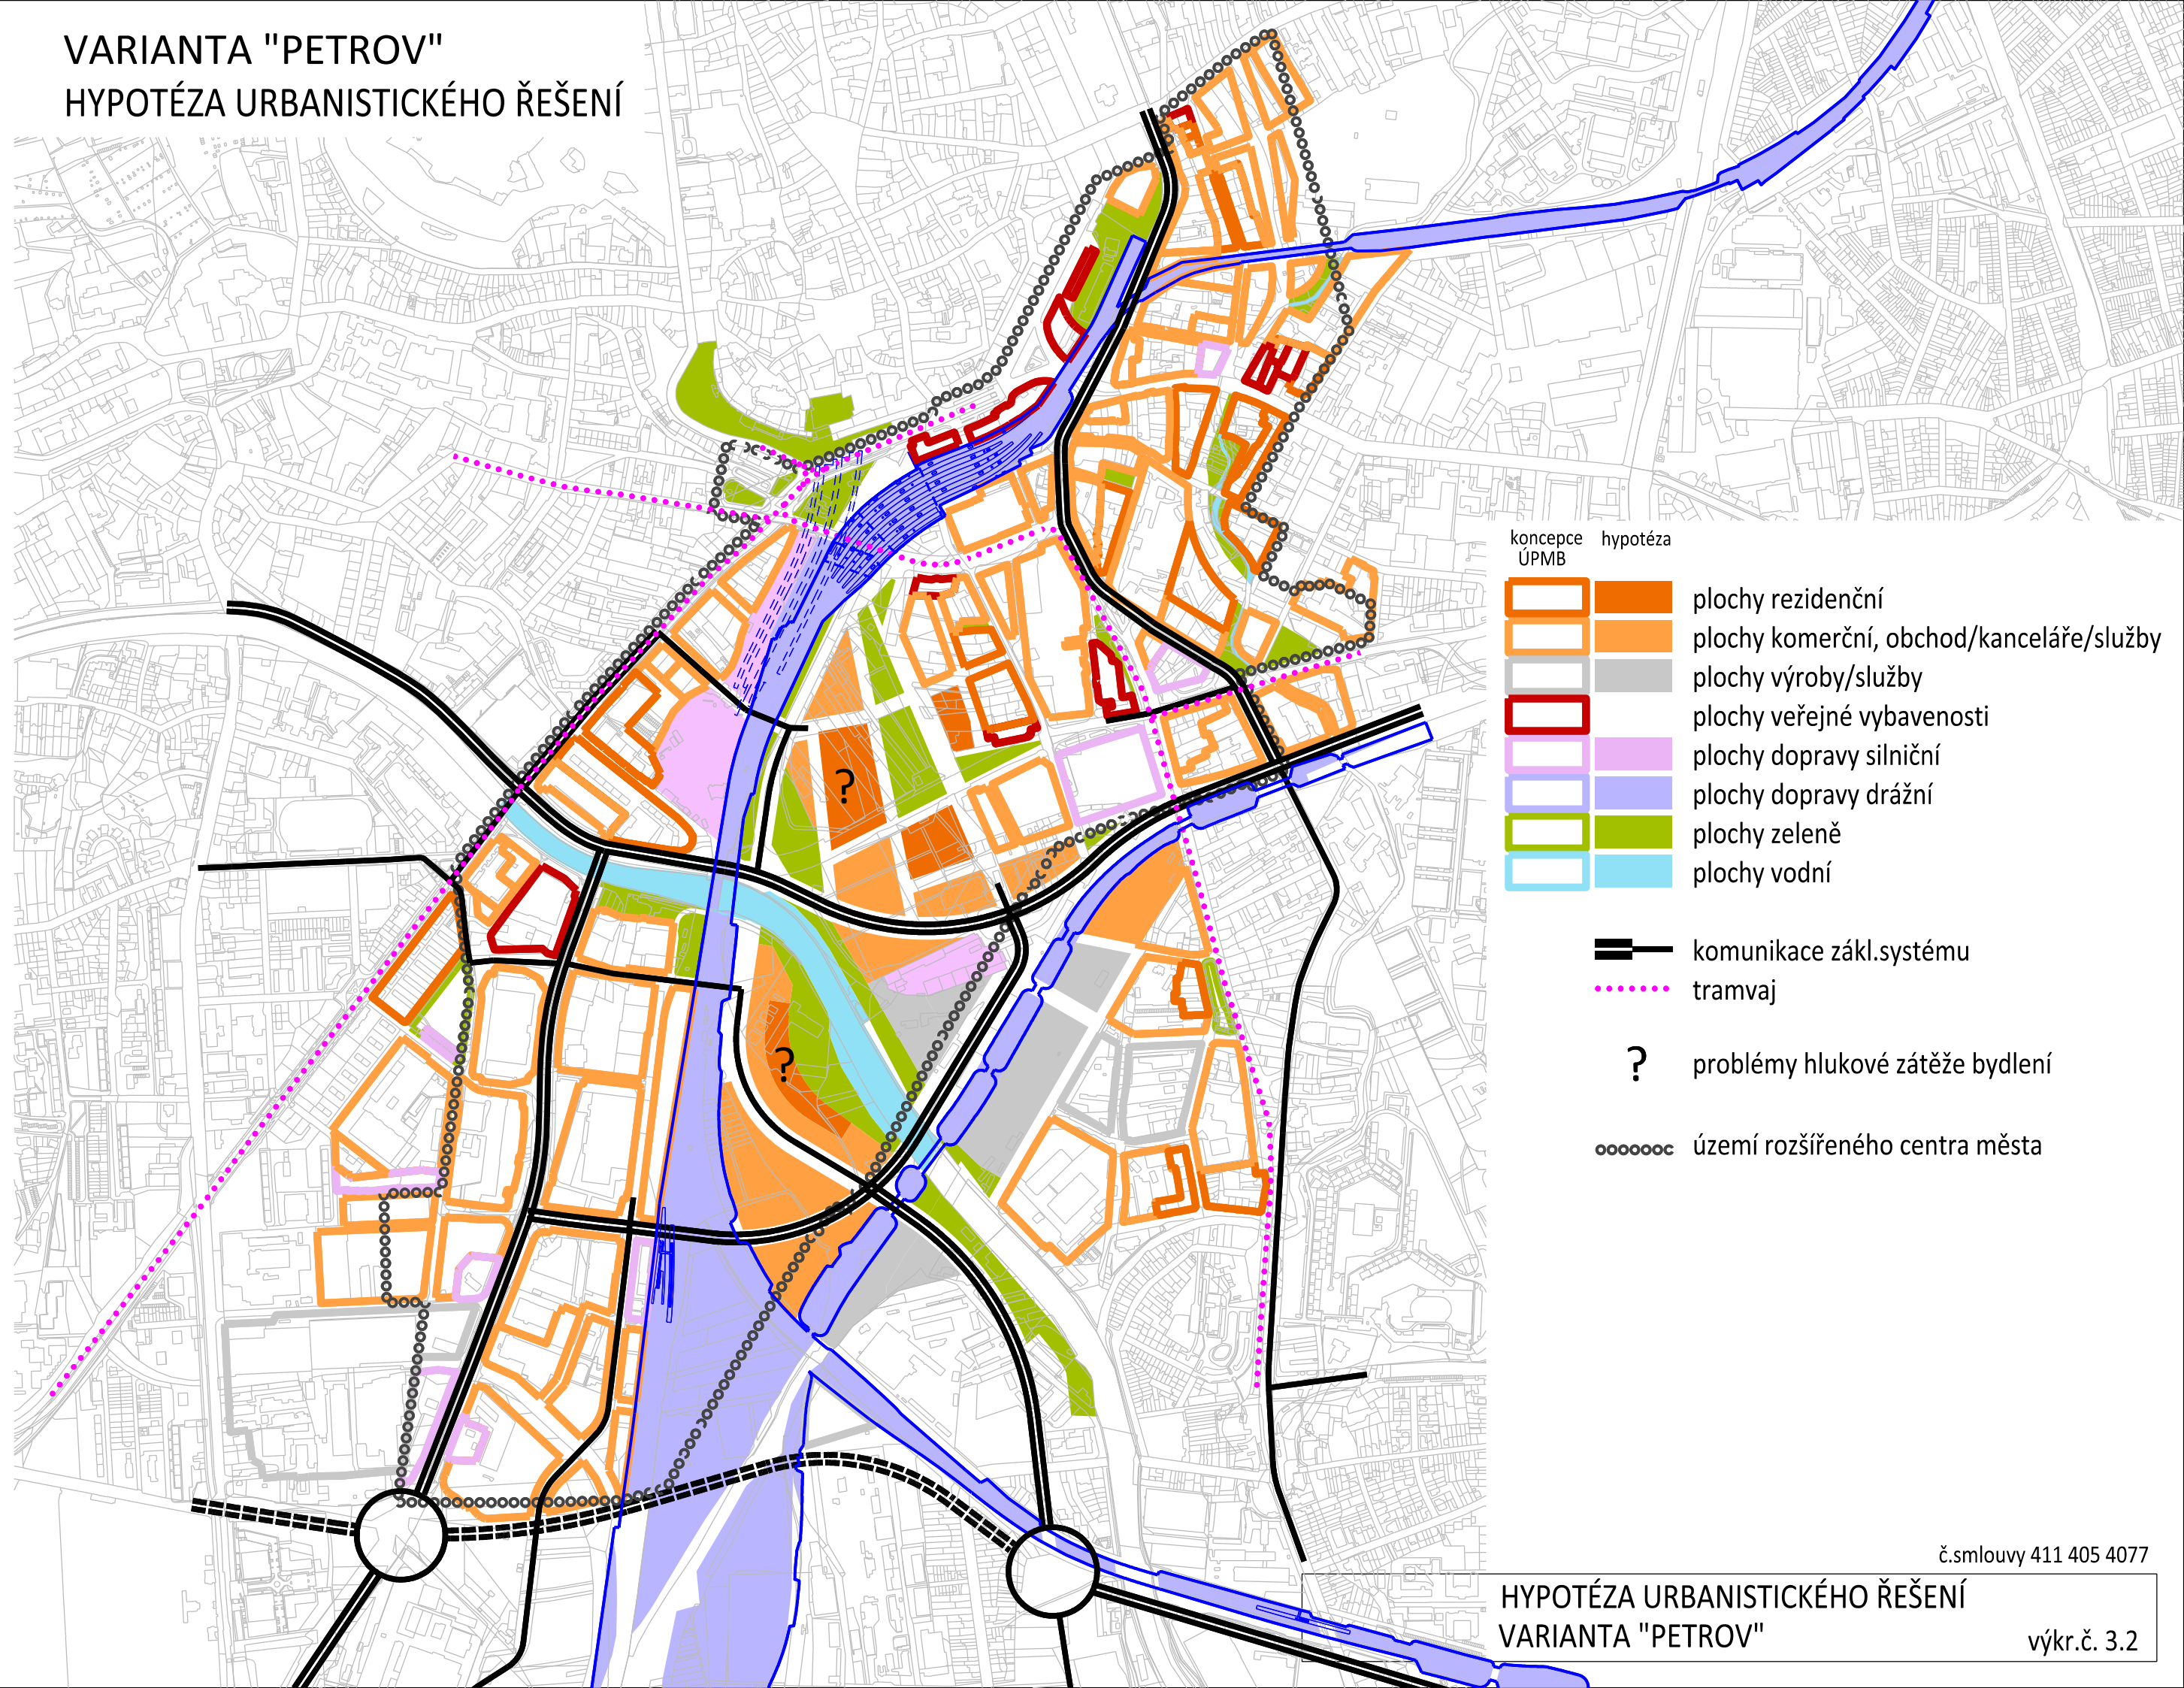 VARIANTA "PETROV"
HYPOTÉZA URBANISTICKÉHO ŘEŠENÍ
?
?
koncepce ÚPMB
hypotéza
plochy rezidenční
plochy komerční, obchod/kanceláře/služby
plochy výroby/služby
plochy veřejné vybavenosti
plochy dopravy silniční
plochy dopravy drážní
plochy zeleně
plochy vodní
komunikace zákl.systému
tramvaj
? problémy hlukové zátěže bydlení
území rozšířeného centra města
č.smlouvy 411 405 4077
HYPOTÉZA URBANISTICKÉHO ŘEŠENÍ
VARIANTA "PETROV"
výkr.č. 3.2